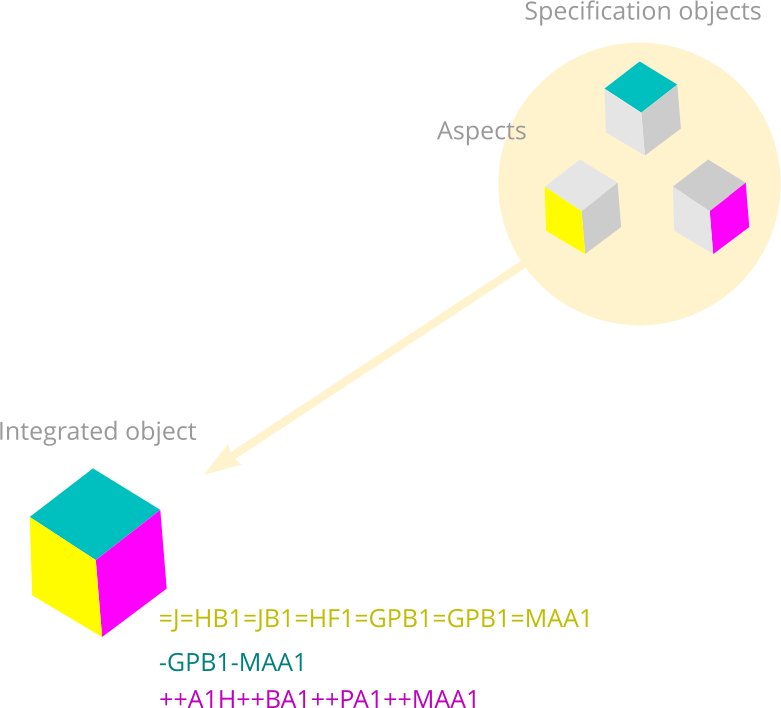 Specification objects
Aspects
Integrated object
=J=HB1=JB1=HF1=GPB1=GPB1=MAA1
-GPB1-MAA1
++A1H++BA1++PA1++MAA1